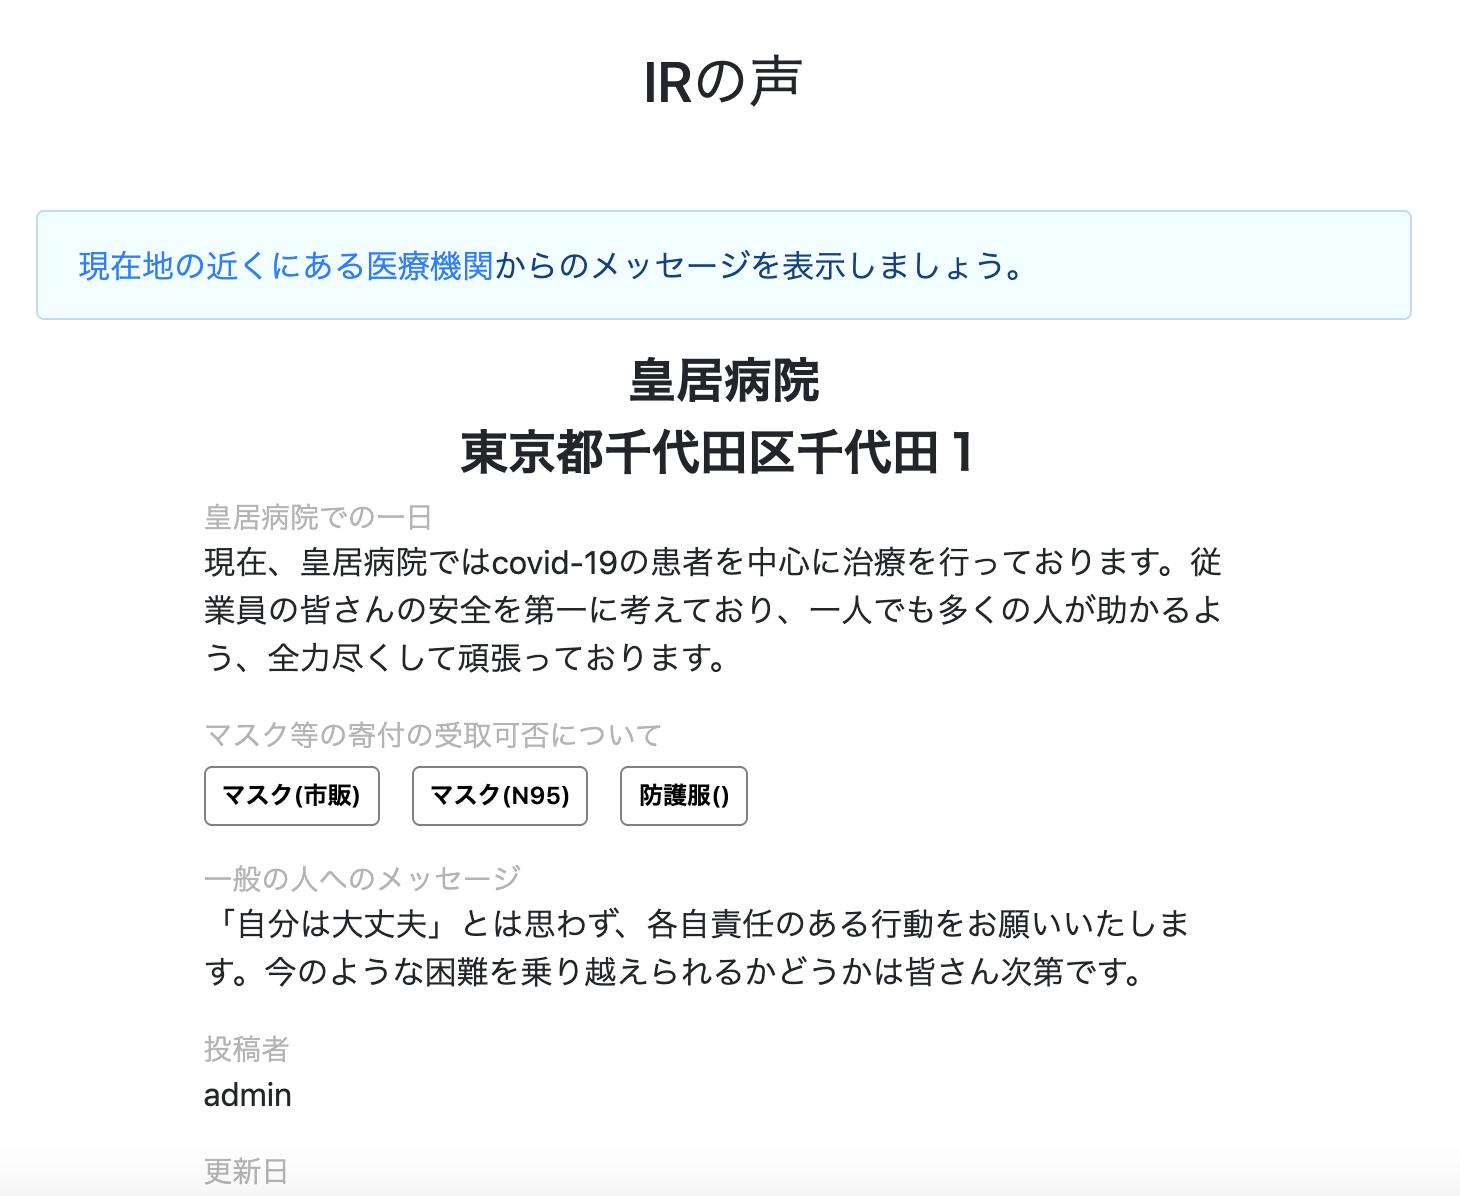 IRの声
現在地の近くにある医療機関からのメッセージを表示しましょう。
皇居病院
東京都千代田区千代田１
皇居病院での一日
現在、皇居病院ではcovid-19の患者を中心に治療を行っております。従
業員の皆さんの安全を第一に考えており、一人でも多くの人が助かるよ
う、全力尽くして頑張っております。
マスク等の寄付の受取可否について
マスク(市販) マスク(N95) 防護服()
一般の人へのメッセージ
「自分は大丈夫」とは思わず、各自責任のある行動をお願いいたしま
す。今のような困難を乗り越えられるかどうかは皆さん次第です。
投稿者
admin
更新日